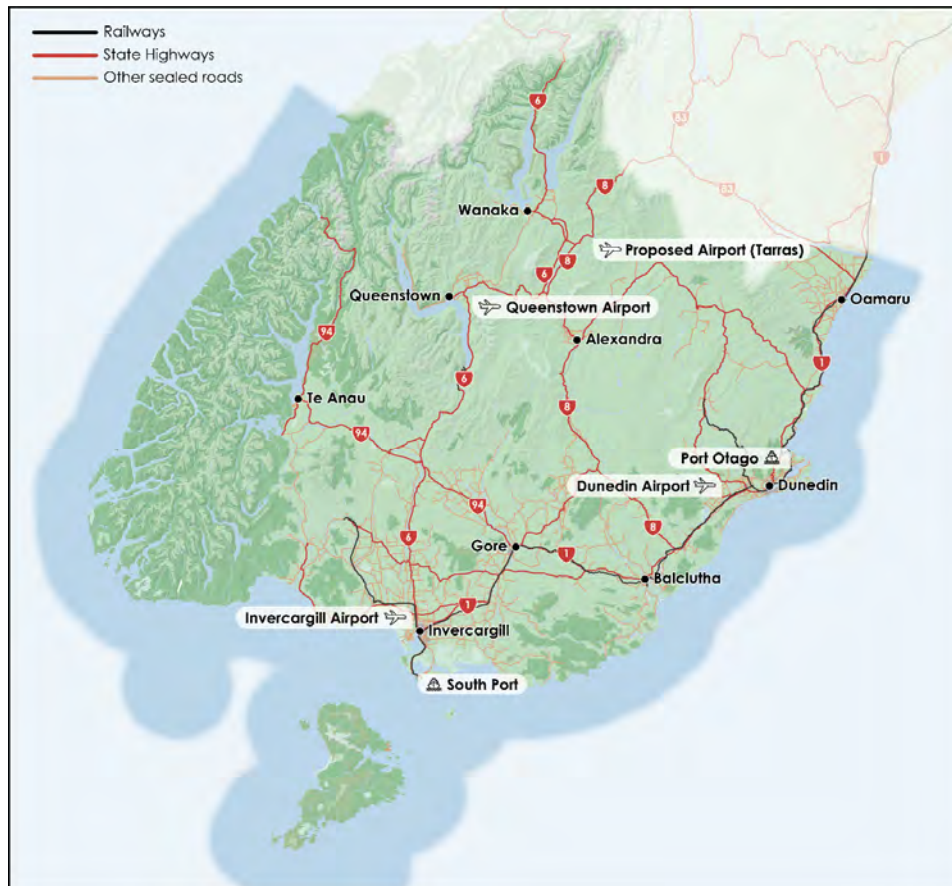 Railways
State Highways
Other sealed roads
6
83
1
8
83
Wanaka
Proposed Airport (Tarras)
8
6
Queenstown
Queenstown Airport
Oamaru
94
Alexandra
1
6
Te Anau
8
94
Port Otago
Dunedin Airport
Dunedin
94
8
6
Gore
1
Balclutha
1
Invercargill Airport
Invercargill
South Port